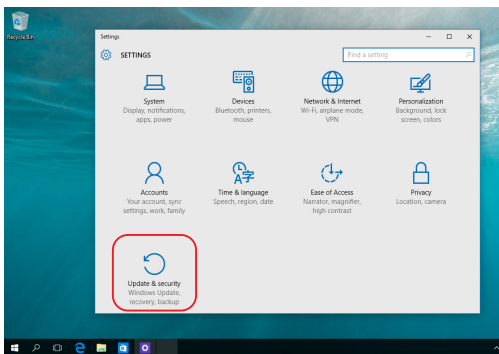 Recycle Bin
Settings
SETTINGS
Find a setting
System
Display, notifications,
apps, power
Devices
Bluetooth, printers,
mouse
Network & Internet
Wi-Fi, airplane mode,
VPN
Personalization
Background, lock
screen, colors
Accounts
Your account, sync
settings, work, family
Time & language
Speech, region, date
Ease of Access
Narrator, magnifier,
high contrast
Privacy
Location, camera
Update & security
Windows Update,
recovery, backup